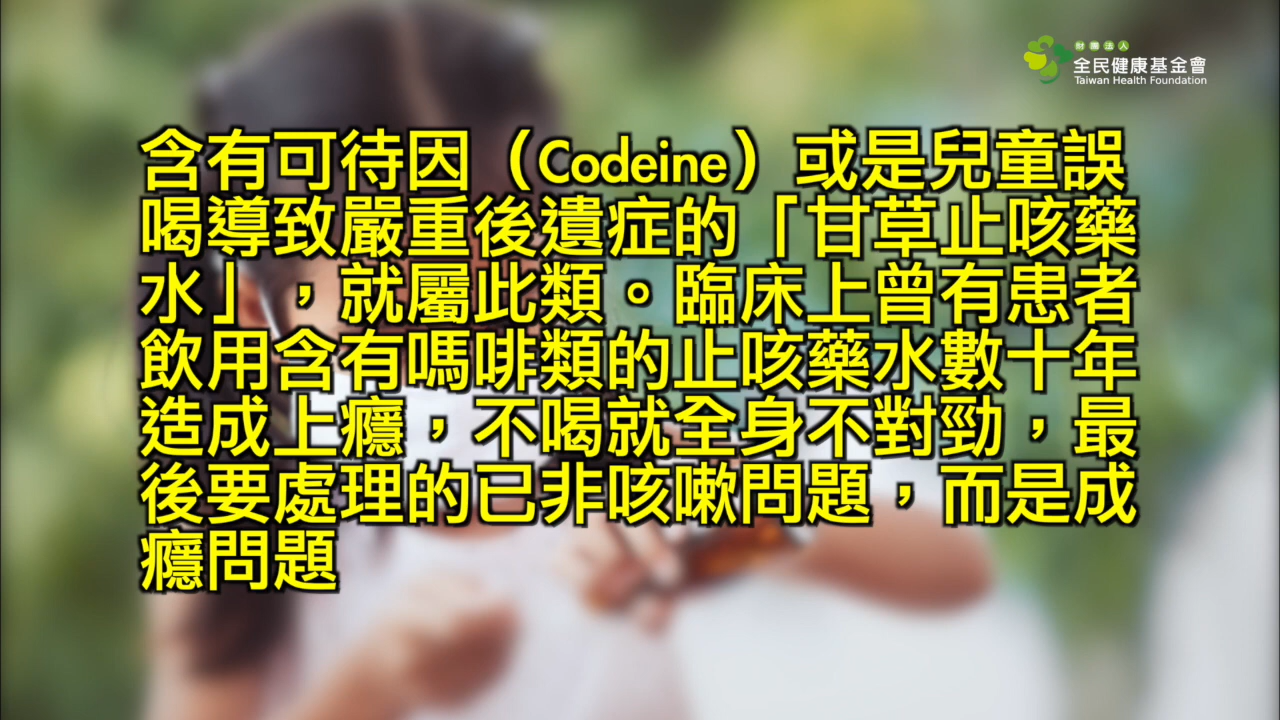 財團法人
全民健康基金會
Taiwan Health Foundation
含有可待因（Codeine）或是兒童誤
喝導致嚴重後遺症的「甘草止咳藥
水」，就屬此類。臨床上曾有患者
飲用含有嗎啡類的止咳藥水數十年
造成上癮，不喝就全身不對勁，最
後要處理的已非咳嗽問題，而是成
癮問題